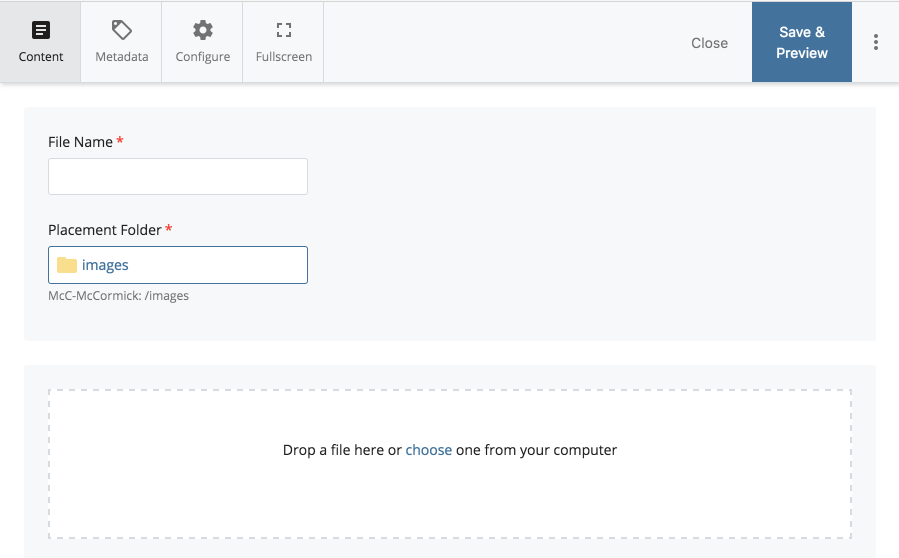 Content Metadata Configure Fullscreen Close Save &
Preview
File Name *
Placement Folder *
images
McC-McCormick: /images
Drop a file here or choose one from your computer